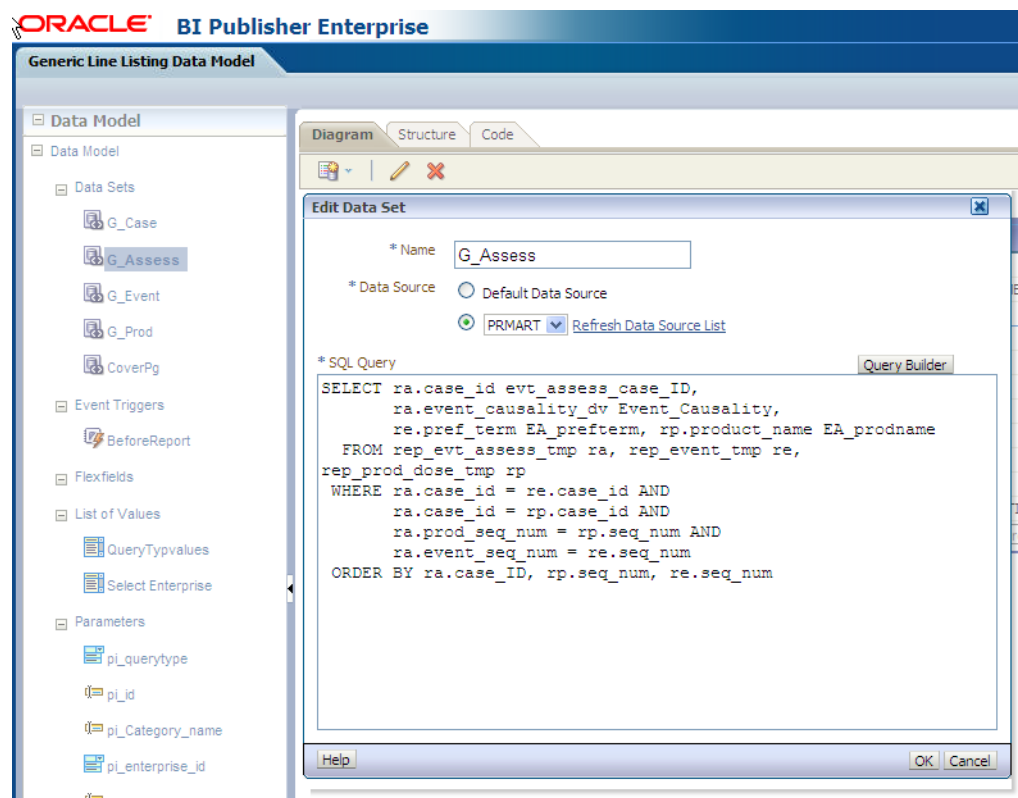 ORACLE BI Publisher Enterprise
Generic Line Listing Data Model
Data Model
Data Model
Data Sets
G_Case
G_Assess
G_Event
G_Prod
CoverPg
Event Triggers
BeforeReport
Flexfields
List of Values
QueryTypvalues
Select Enterprise
Parameters
pi_querytype
pi_id
pi_Category_name
pi_enterprise_id
Diagram Structure Code
Edit Data Set
* Name G_Assess
* Data Source Default Data Source
PRMART Refresh Data Source List
* SQL Query Query Builder
SELECT ra.case_id evt_assess_case_ID,
ra.event_causality_dv Event_Causality,
re.pref_term EA_prefterm, rp.product_name EA_prodname
FROM rep_evt_assess_tmp ra, rep_event_tmp re,
rep_prod_dose_tmp rp
WHERE ra.case_id = re.case_id AND
ra.case_id = rp.case_id AND
ra.prod_seq_num = rp.seq_num AND
ra.event_seq_num = re.seq_num
ORDER BY ra.case_ID, rp.seq_num, re.seq_num
Help OK Cancel